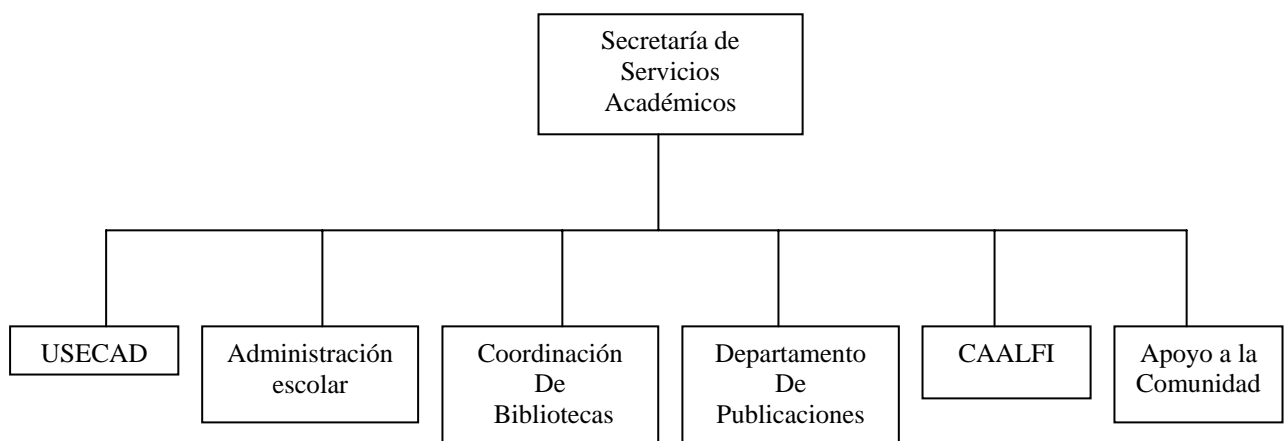 Secretaría de
Servicios
Académicos
USECAD
Administración
escolar
Coordinación
De
Bibliotecas
Departamento
De
Publicaciones
CAALFI
Apoyo a la
Comunidad